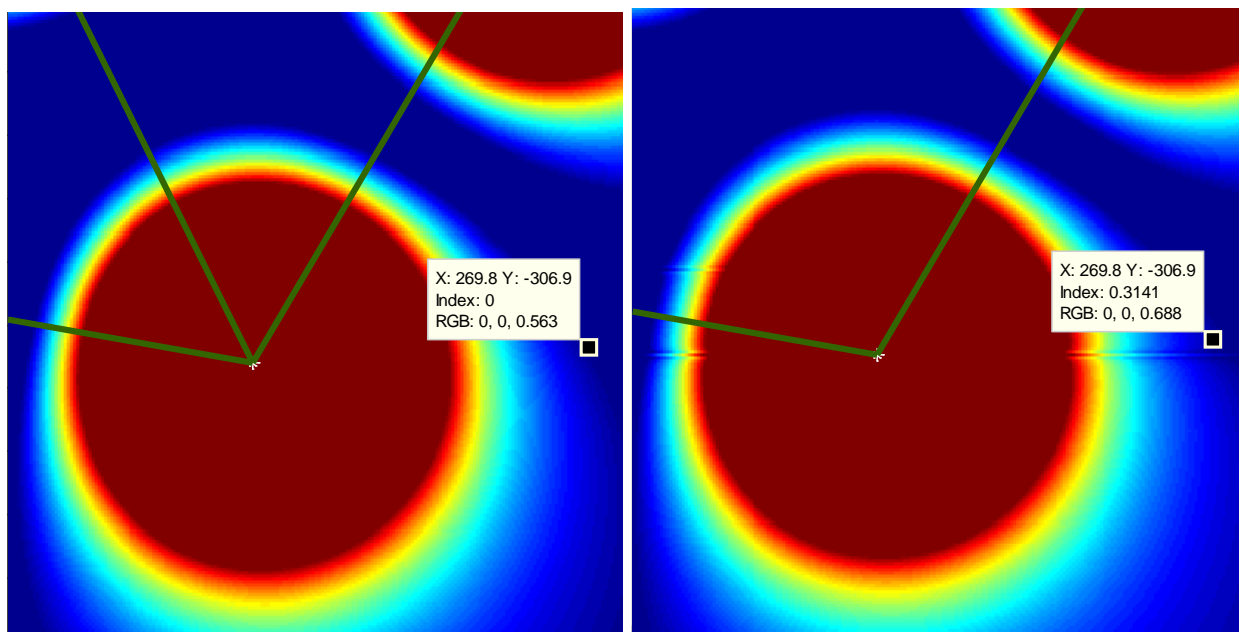 X: 269.8 Y: -306.9
Index: 0
RGB: 0, 0, 0.563
X: 269.8 Y: -306.9
Index: 0.3141
RGB: 0, 0, 0.688